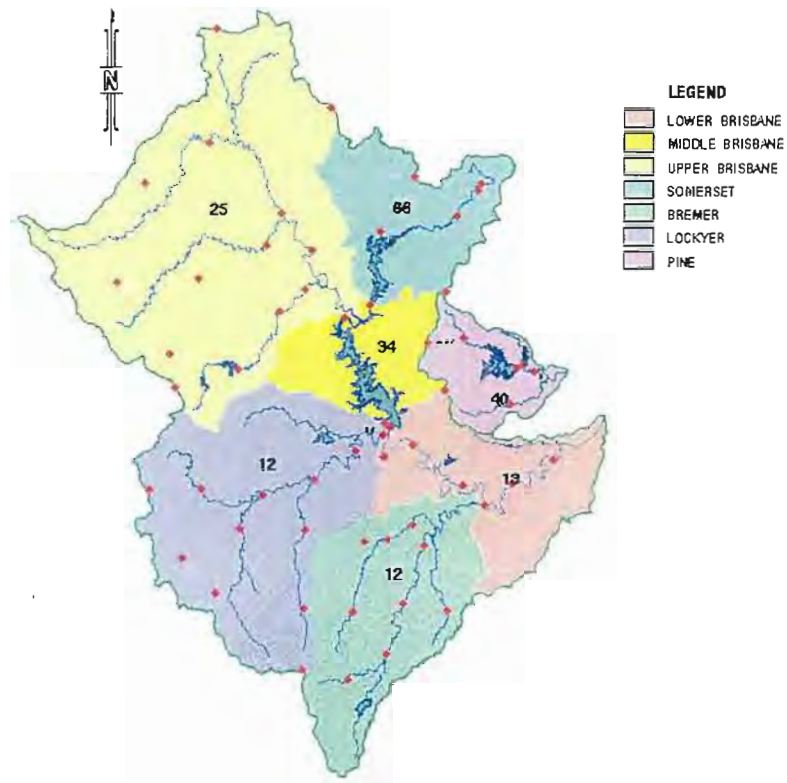 N
LEGEND
LOWER BRISBANE
MIDDLE BRISBANE
UPPER BRISBANE
SOMERSET
BREMER
LOCKYER
PINE
25
66
34
40
12
13
12